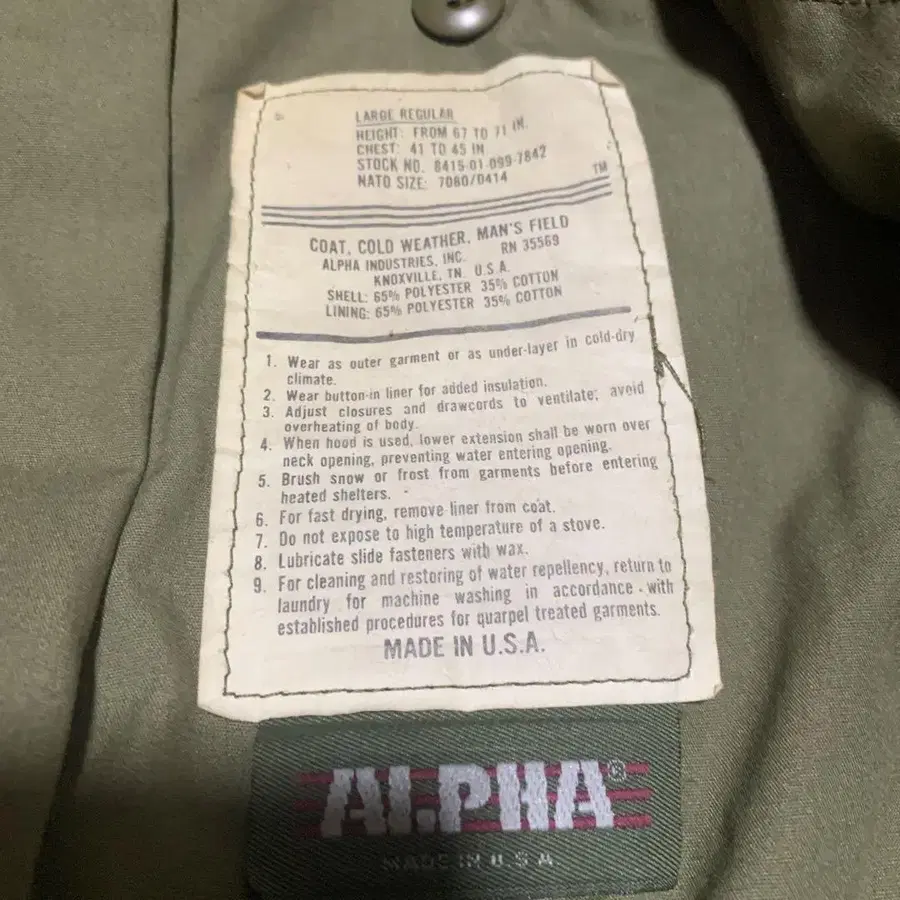 LARGE REGULAR
HEIGHT: FROM 67 TO 71 IN.
CHEST: 41 TO 45 IN
STOCK NO. 8415-01-099-7842
NATO SIZE: 7080/0414
TM
COAT, COLD WEATHER, MAN'S FIELD
ALPHA INDUSTRIES, INC. RN 35569
KNOXVILLE, TN. U.S.A.
SHELL: 65% POLYESTER 35% COTTON
LINING: 65% POLYESTER 35% COTTON
1. Wear as outer garment or as under-layer in cold-dry
climate.
2. Wear button-in liner for added insulation.
3. Adjust closures and drawcords to ventilate; avoid
overheating of body.
4. When hood is used, lower extension shall be worn over
neck opening, preventing water entering opening.
5. Brush snow or frost from garments before entering
heated shelters.
6. For fast drying, remove liner from coat.
7. Do not expose to high temperature of a stove.
8. Lubricate slide fasteners with wax.
9. For cleaning and restoring of water repellency, return to
laundry for machine washing in accordance with
established procedures for quarpel treated garments.
MADE IN U.S.A.
ALPHA®
MADE IN U.S.A